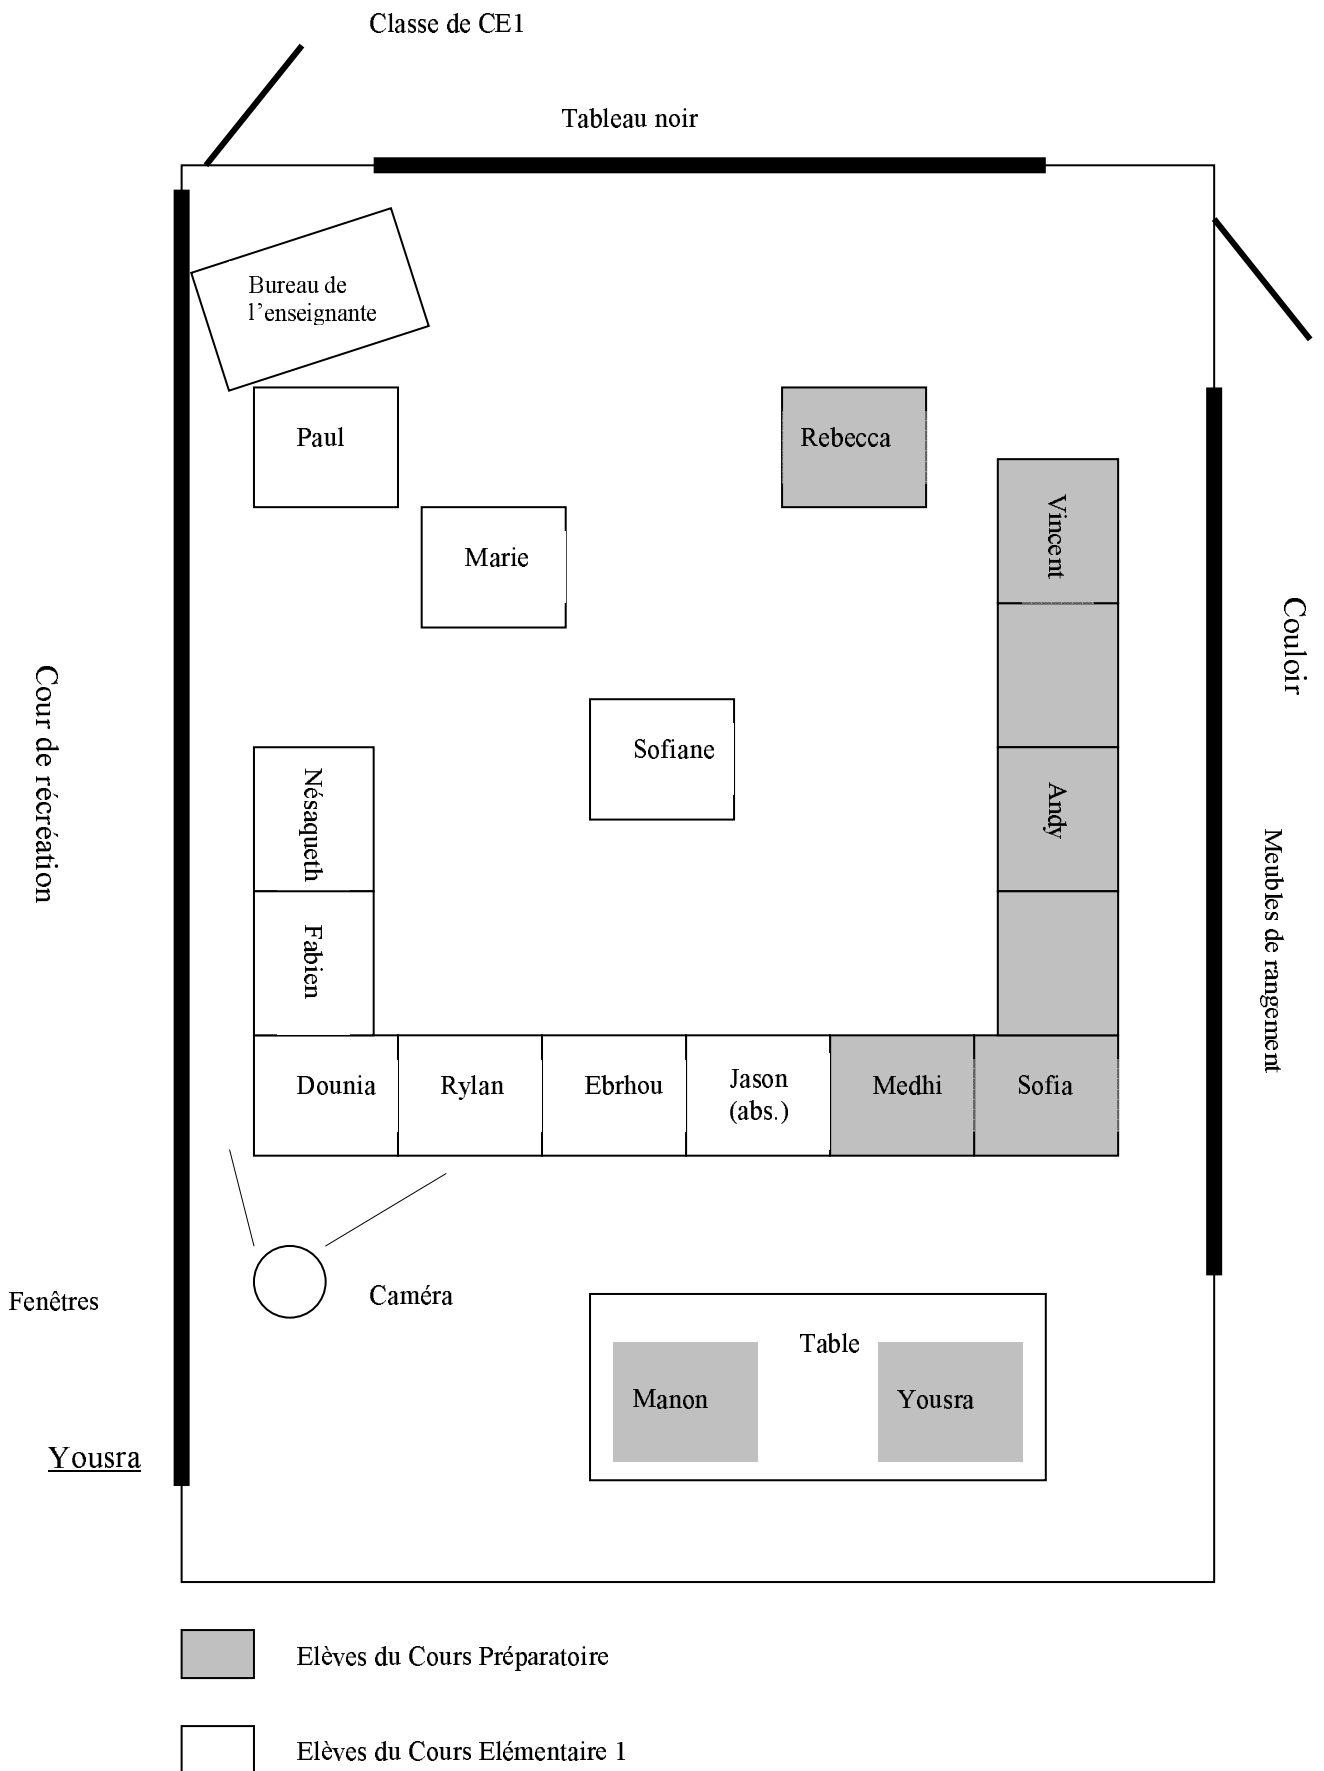 Classe de CE1
Tableau noir
Bureau de
l’enseignante
Paul
Rebecca
Vincent
Marie
Couloir
Cour de récréation
Sofiane
Nésaqueth
Andy
Meubles de rangement
Fabien
Dounia
Rylan
Ebrhou
Jason
(abs.)
Medhi
Sofia
Fenêtres
Caméra
Table
Manon
Yousra
Yousra
Elèves du Cours Préparatoire
Elèves du Cours Elémentaire 1